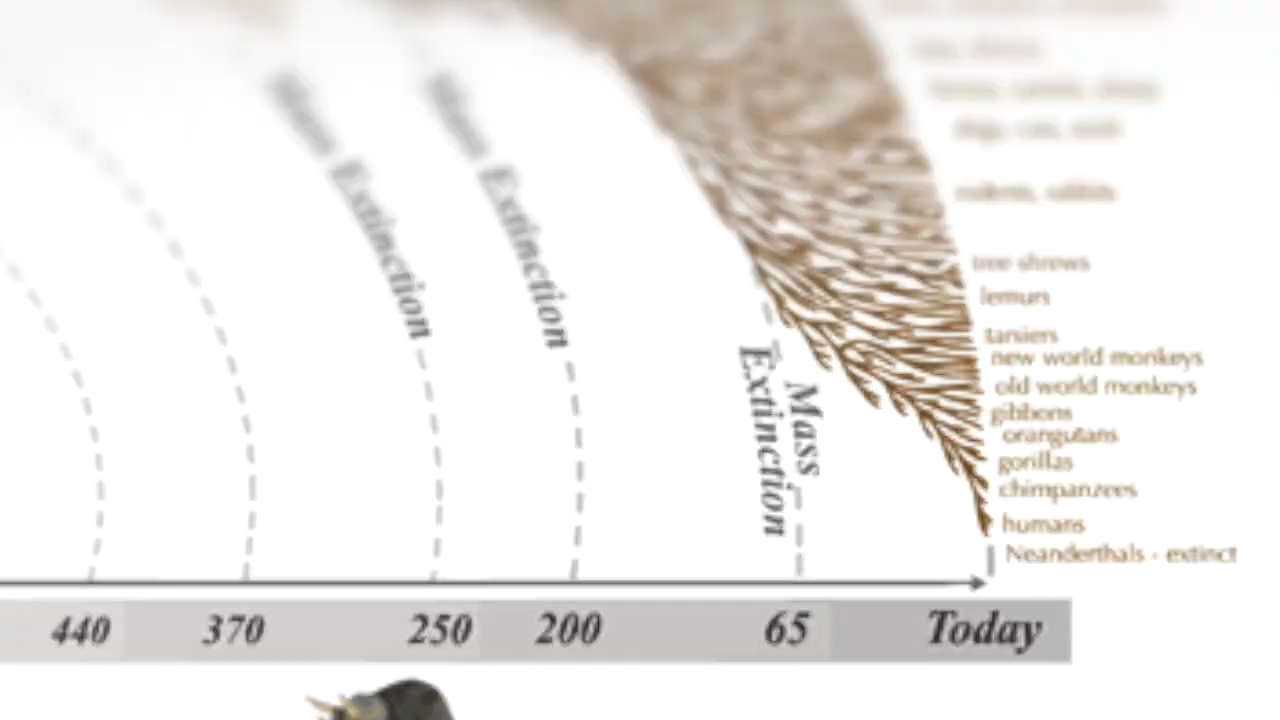 rodents, rabbits
tree shrews
lemurs
tarsiers
new world monkeys
old world monkeys
gibbons
orangutans
gorillas
chimpanzees
humans
Neanderthals - extinct
Mass Extinction
Mass Extinction
Mass
Extinction
440 370 250 200 65 Today